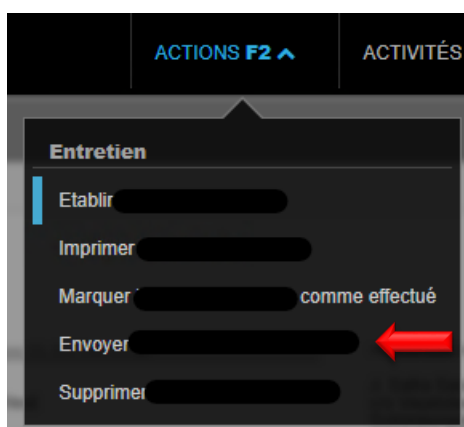 ACTIONS F2 ACTIVITÉS
Entretien
Etablir
Imprimer
Marquer comme effectué
Envoyer
Supprimer